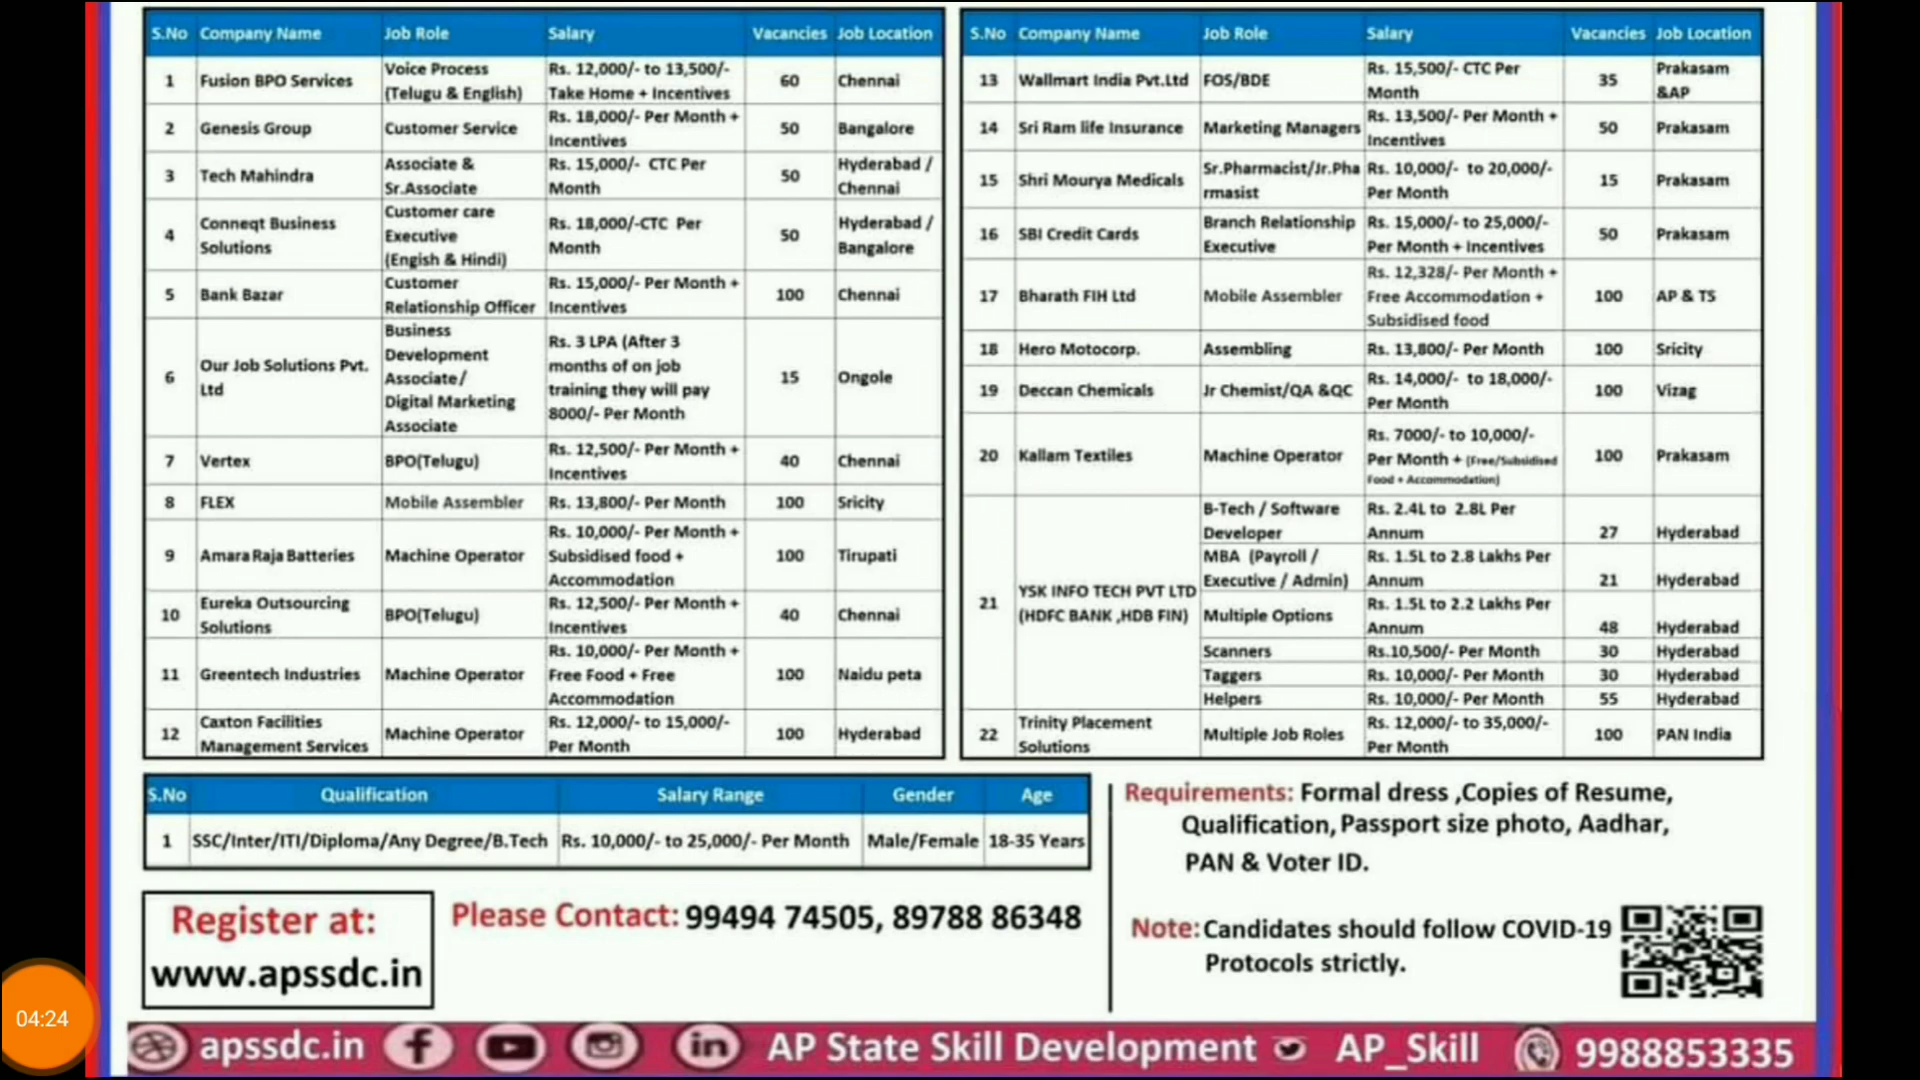 S.No Company Name Job Role Salary Vacancies Job Location
1 Fusion BPO Services Voice Process (Telugu & English) Rs. 12,000/- to 13,500/- Take Home + Incentives 60 Chennai
2 Genesis Group Customer Service Rs. 18,000/- Per Month + Incentives 50 Bangalore
3 Tech Mahindra Associate & Sr.Associate Rs. 15,000/- CTC Per Month 50 Hyderabad / Chennai
4 Conneqt Business Solutions Customer care Executive (Engish & Hindi) Rs. 18,000/-CTC Per Month 50 Hyderabad / Bangalore
5 Bank Bazar Customer Relationship Officer Rs. 15,000/- Per Month + Incentives 100 Chennai
6 Our Job Solutions Pvt. Ltd Business Development Associate/ Digital Marketing Associate Rs. 3 LPA (After 3 months of on job training they will pay 8000/- Per Month 15 Ongole
7 Vertex BPO(Telugu) Rs. 12,500/- Per Month + Incentives 40 Chennai
8 FLEX Mobile Assembler Rs. 13,800/- Per Month 100 Sricity
9 Amara Raja Batteries Machine Operator Rs. 10,000/- Per Month + Subsidised food + Accommodation 100 Tirupati
10 Eureka Outsourcing Solutions BPO(Telugu) Rs. 12,500/- Per Month + Incentives 40 Chennai
11 Greentech Industries Machine Operator Rs. 10,000/- Per Month + Free Food + Free Accommodation 100 Naidu peta
12 Caxton Facilities Management Services Machine Operator Rs. 12,000/- to 15,000/- Per Month 100 Hyderabad
S.No Company Name Job Role Salary Vacancies Job Location
13 Wallmart India Pvt.Ltd FOS/BDE Rs. 15,500/- CTC Per Month 35 Prakasam &AP
14 Sri Ram life Insurance Marketing Managers Rs. 13,500/- Per Month + Incentives 50 Prakasam
15 Shri Mourya Medicals Sr.Pharmacist/Jr.Pha rmasist Rs. 10,000/- to 20,000/- Per Month 15 Prakasam
16 SBI Credit Cards Branch Relationship Executive Rs. 15,000/- to 25,000/- Per Month + Incentives 50 Prakasam
17 Bharath FIH Ltd Mobile Assembler Rs. 12,328/- Per Month + Free Accommodation + Subsidised food 100 AP & TS
18 Hero Motocorp. Assembling Rs. 13,800/- Per Month 100 Sricity
19 Deccan Chemicals Jr Chemist/QA &QC Rs. 14,000/- to 18,000/- Per Month 100 Vizag
20 Kallam Textiles Machine Operator Rs. 7000/- to 10,000/- Per Month + (Free/Subsidised Food + Accommodation) 100 Prakasam
21 YSK INFO TECH PVT LTD (HDFC BANK ,HDB FIN) B-Tech / Software Developer Rs. 2.4L to 2.8L Per Annum 27 Hyderabad
MBA (Payroll / Executive / Admin) Rs. 1.5L to 2.8 Lakhs Per Annum 21 Hyderabad
Multiple Options Rs. 1.5L to 2.2 Lakhs Per Annum 48 Hyderabad
Scanners Rs.10,500/- Per Month 30 Hyderabad
Taggers Rs. 10,000/- Per Month 30 Hyderabad
Helpers Rs. 10,000/- Per Month 55 Hyderabad
22 Trinity Placement Solutions Multiple Job Roles Rs. 12,000/- to 35,000/- Per Month 100 PAN India
S.No Qualification Salary Range Gender Age
1 SSC/Inter/ITI/Diploma/Any Degree/B.Tech Rs. 10,000/- to 25,000/- Per Month Male/Female 18-35 Years
Requirements: Formal dress ,Copies of Resume,
Qualification, Passport size photo, Aadhar,
PAN & Voter ID.
Register at:
www.apssdc.in
Please Contact: 99494 74505, 89788 86348
Note: Candidates should follow COVID-19
Protocols strictly.
04:24
apssdc.in AP State Skill Development AP_Skill 9988853335